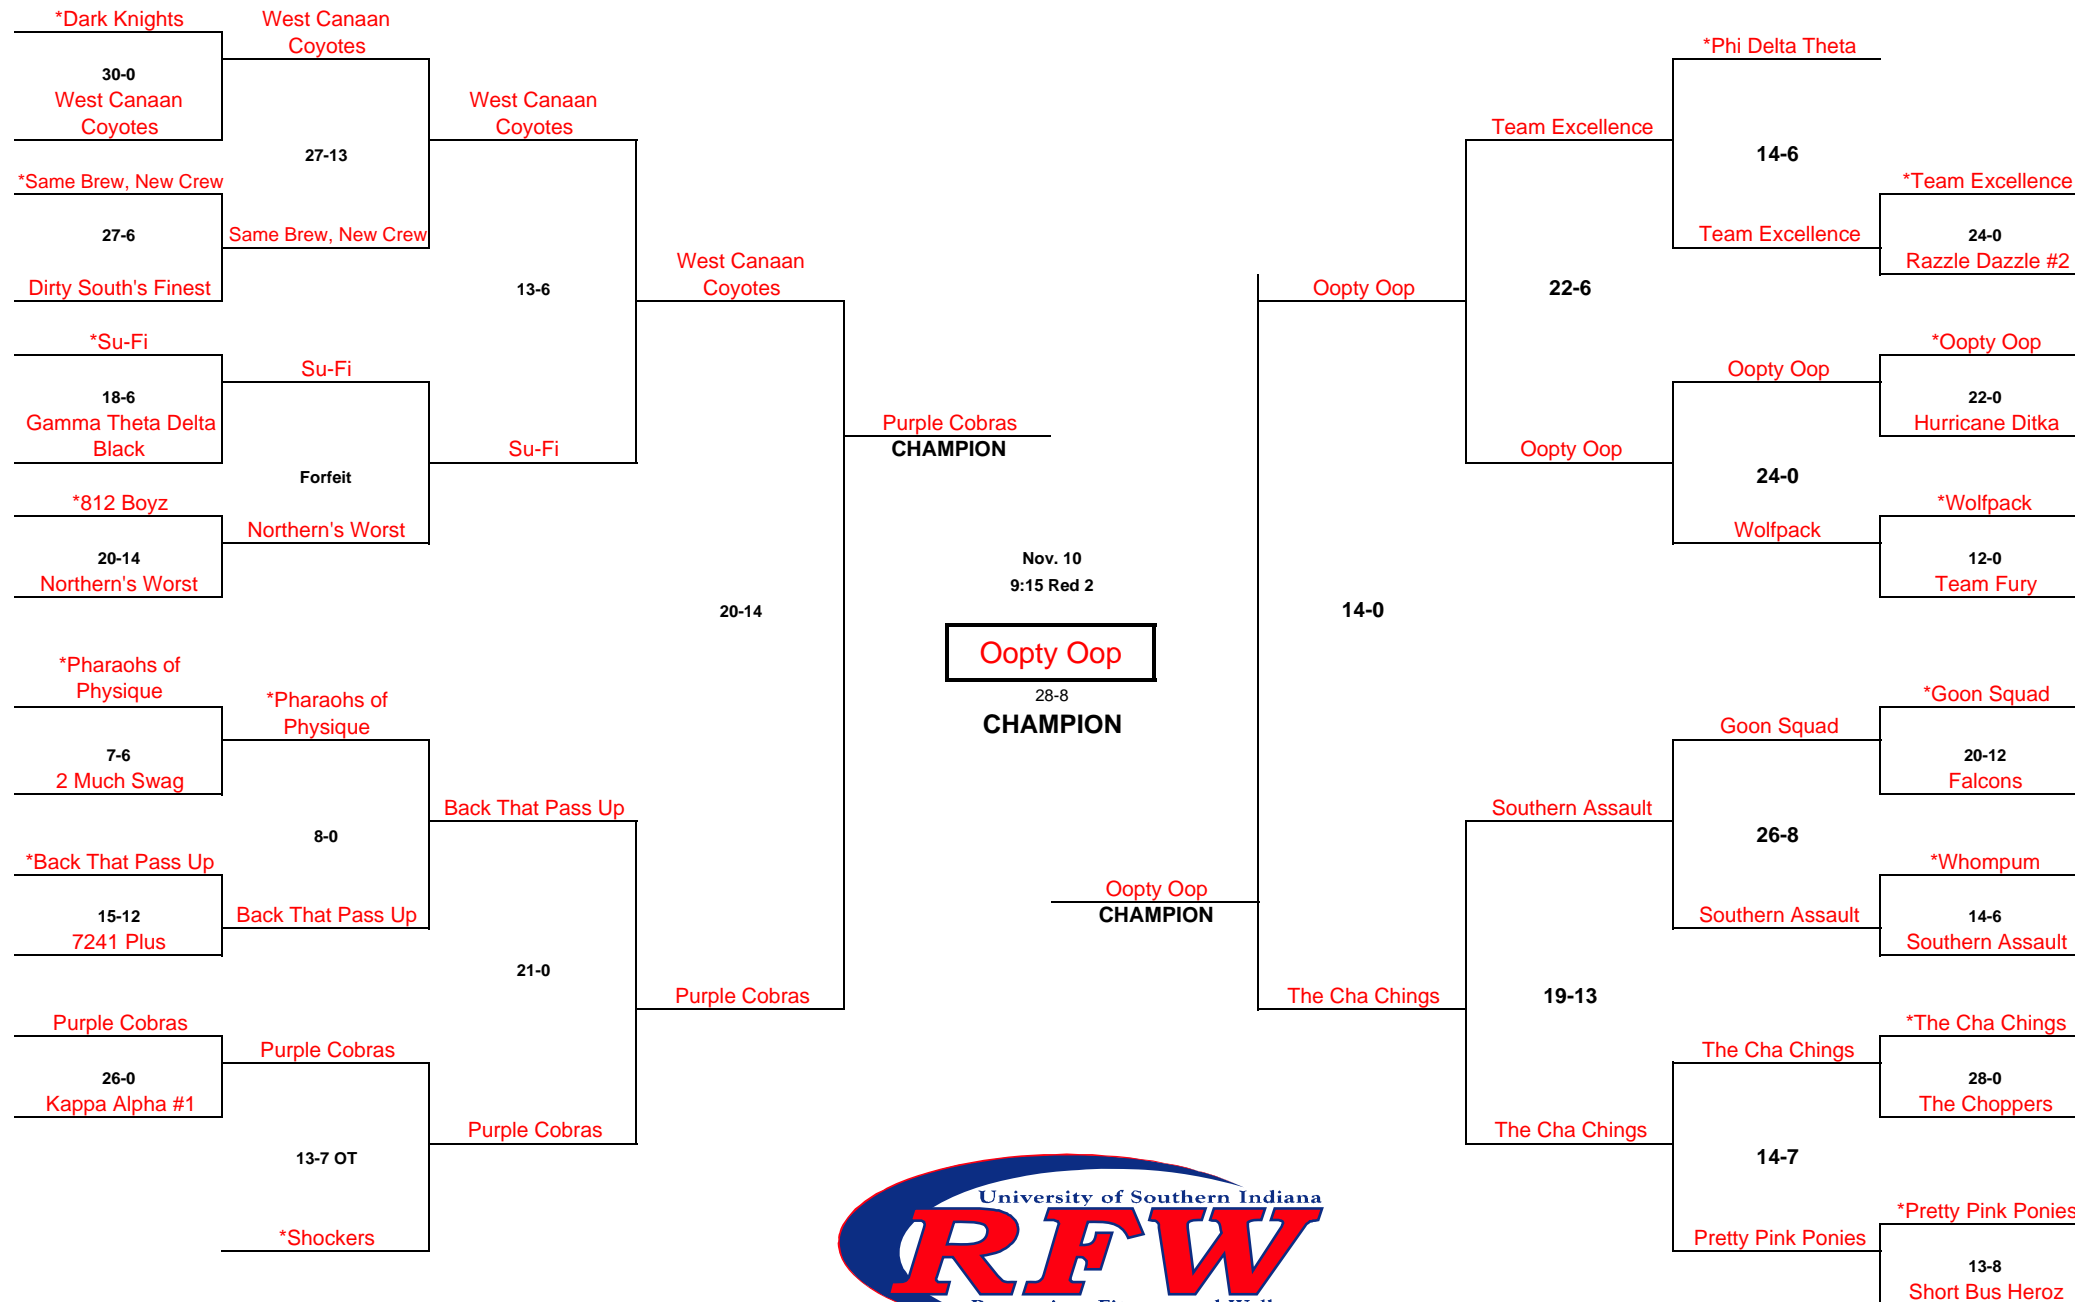 *Dark Knights
30-0
West Canaan
Coyotes
*Same Brew, New Crew
27-6
Dirty South's Finest
*Su-Fi
18-6
Gamma Theta Delta
Black
*812 Boyz
20-14
Northern's Worst
*Pharaohs of
Physique
7-6
2 Much Swag
*Back That Pass Up
15-12
7241 Plus
Purple Cobras
26-0
Kappa Alpha #1
West Canaan
Coyotes
27-13
Same Brew, New Crew
Su-Fi
Forfeit
Northern's Worst
*Pharaohs of
Physique
8-0
Back That Pass Up
Purple Cobras
13-7 OT
*Shockers
West Canaan
Coyotes
13-6
Su-Fi
Back That Pass Up
21-0
Purple Cobras
West Canaan
Coyotes
20-14
Purple Cobras
Purple Cobras
CHAMPION
Nov. 10
9:15 Red 2
Oopty Oop
28-8
CHAMPION
Oopty Oop
CHAMPION
Oopty Oop
14-0
The Cha Chings
Team Excellence
22-6
Oopty Oop
Southern Assault
19-13
The Cha Chings
*Phi Delta Theta
14-6
Team Excellence
Oopty Oop
24-0
Wolfpack
Goon Squad
26-8
Southern Assault
The Cha Chings
14-7
Pretty Pink Ponies
*Team Excellence
24-0
Razzle Dazzle #2
*Oopty Oop
22-0
Hurricane Ditka
*Wolfpack
12-0
Team Fury
*Goon Squad
20-12
Falcons
*Whompum
14-6
Southern Assault
*The Cha Chings
28-0
The Choppers
*Pretty Pink Ponies
13-8
Short Bus Heroz
University of Southern Indiana
RFW